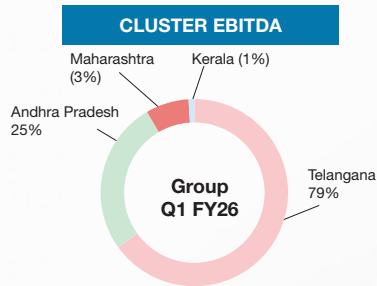 CLUSTER EBITDA
Maharashtra
(3%)
Kerala (1%)
Andhra Pradesh
25%
Group
Q1 FY26
Telangana
79%